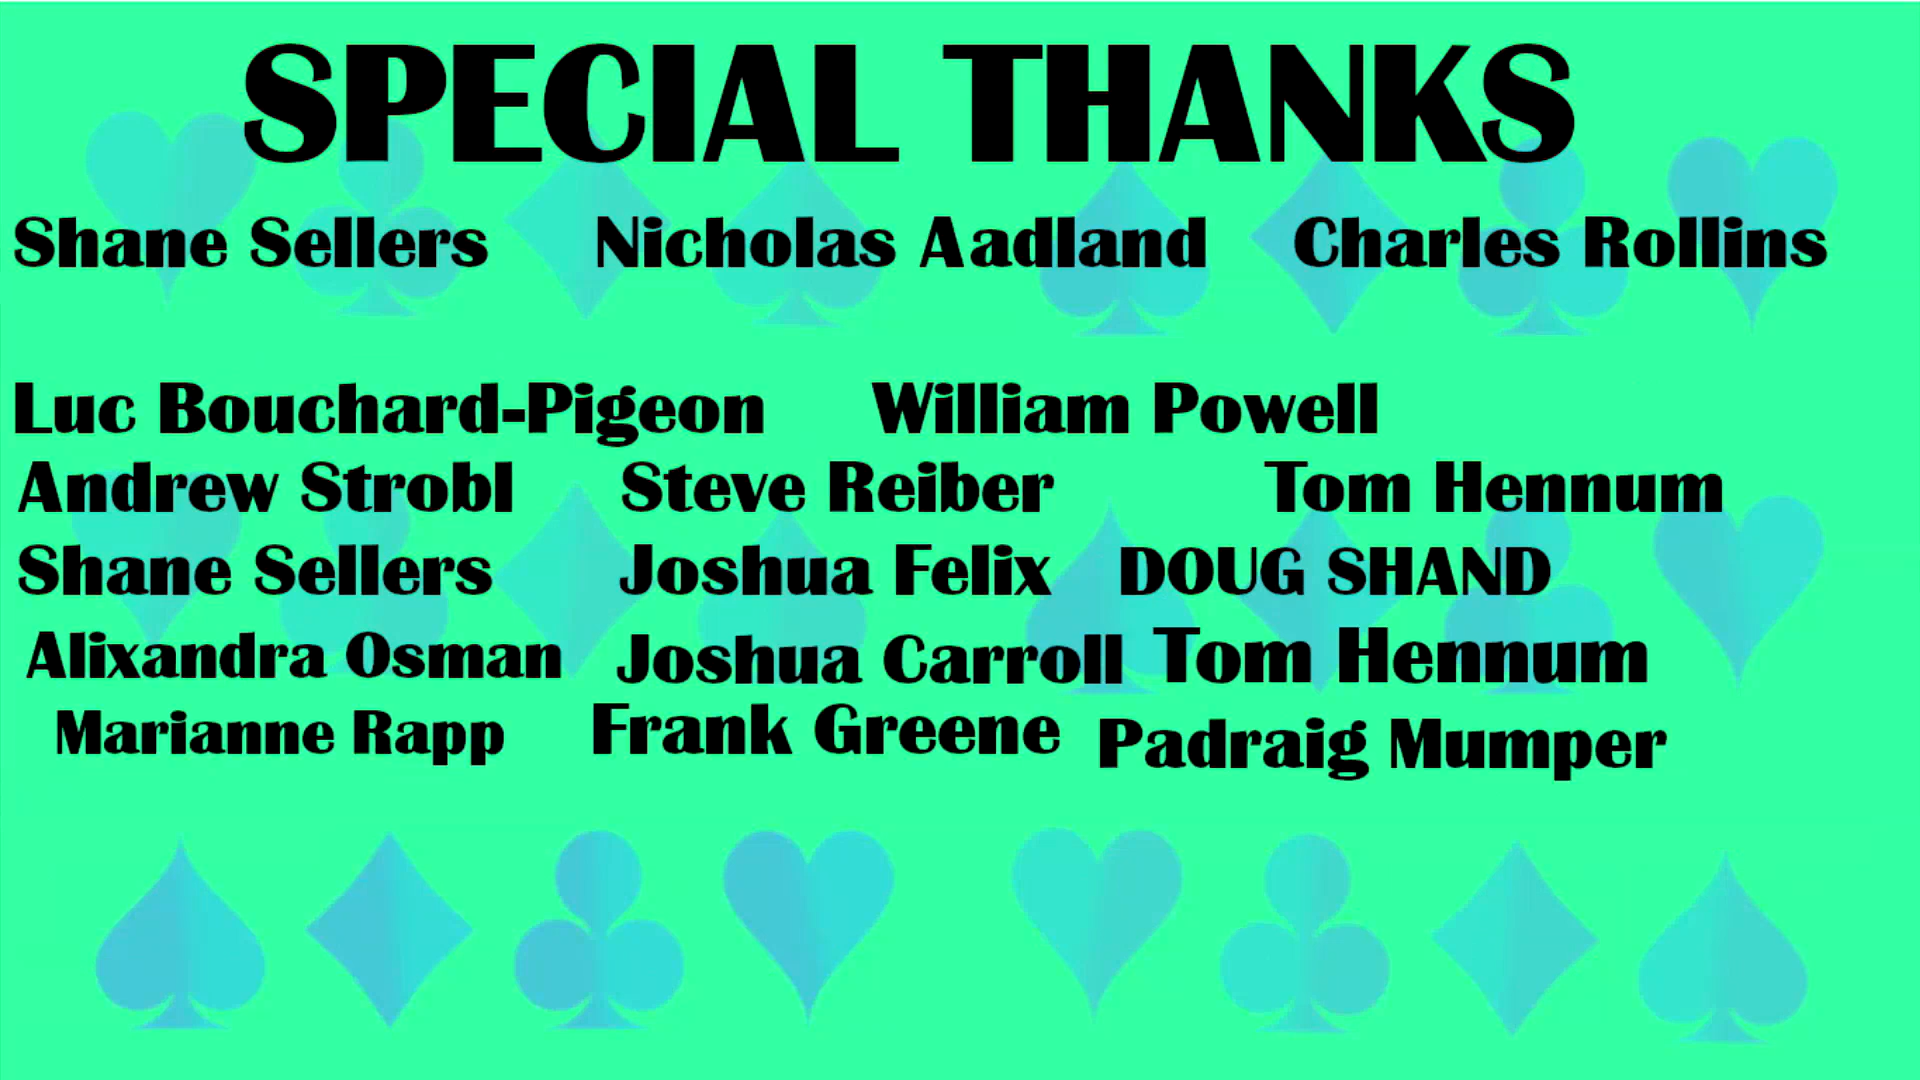 SPECIAL THANKS
Shane Sellers Nicholas Aadland Charles Rollins
Luc Bouchard-Pigeon William Powell
Andrew Strobl Steve Reiber Tom Hennum
Shane Sellers Joshua Felix DOUG SHAND
Alixandra Osman Joshua Carroll Tom Hennum
Marianne Rapp Frank Greene Padraig Mumper